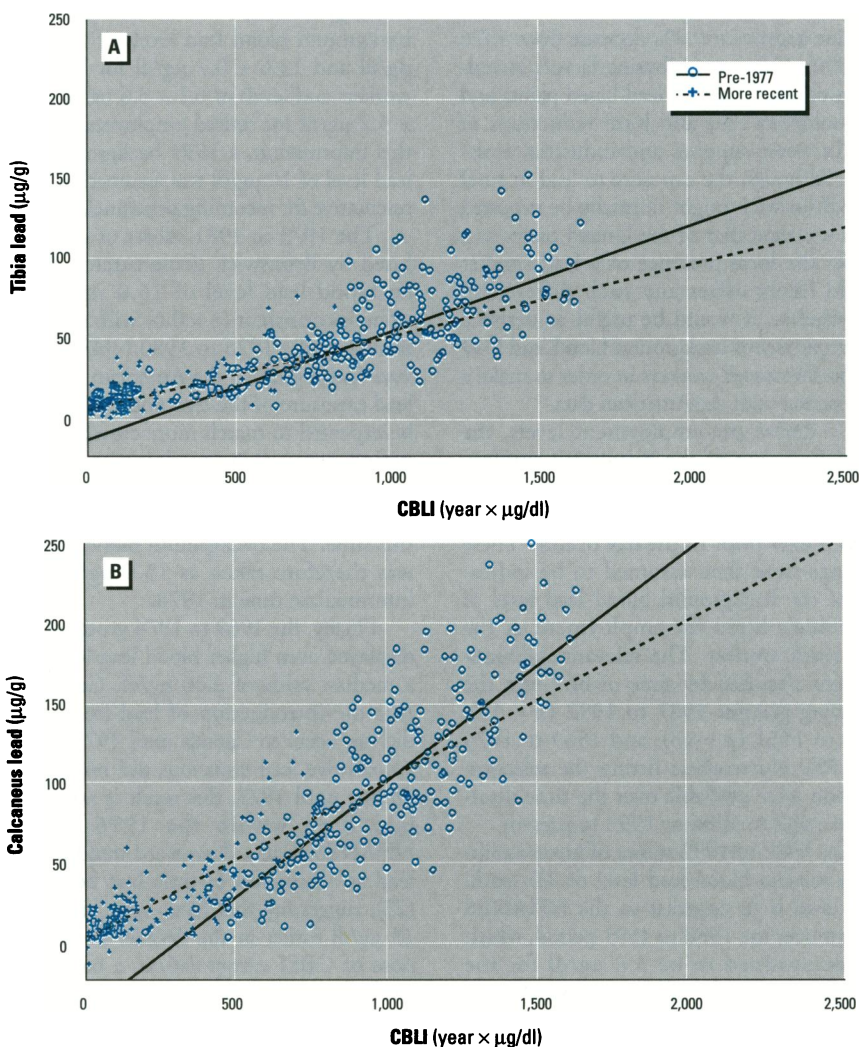 250
A
200
Pre-1977
More recent
150
Tibia lead (µg/g)
100
50
0
0 500 1,000 1,500 2,000 2,500
CBLI (year × µg/dl)
250
B
200
150
Calcaneus lead (µg/g)
100
50
0
0 500 1,000 1,500 2,000 2,500
CBLI (year × µg/dl)